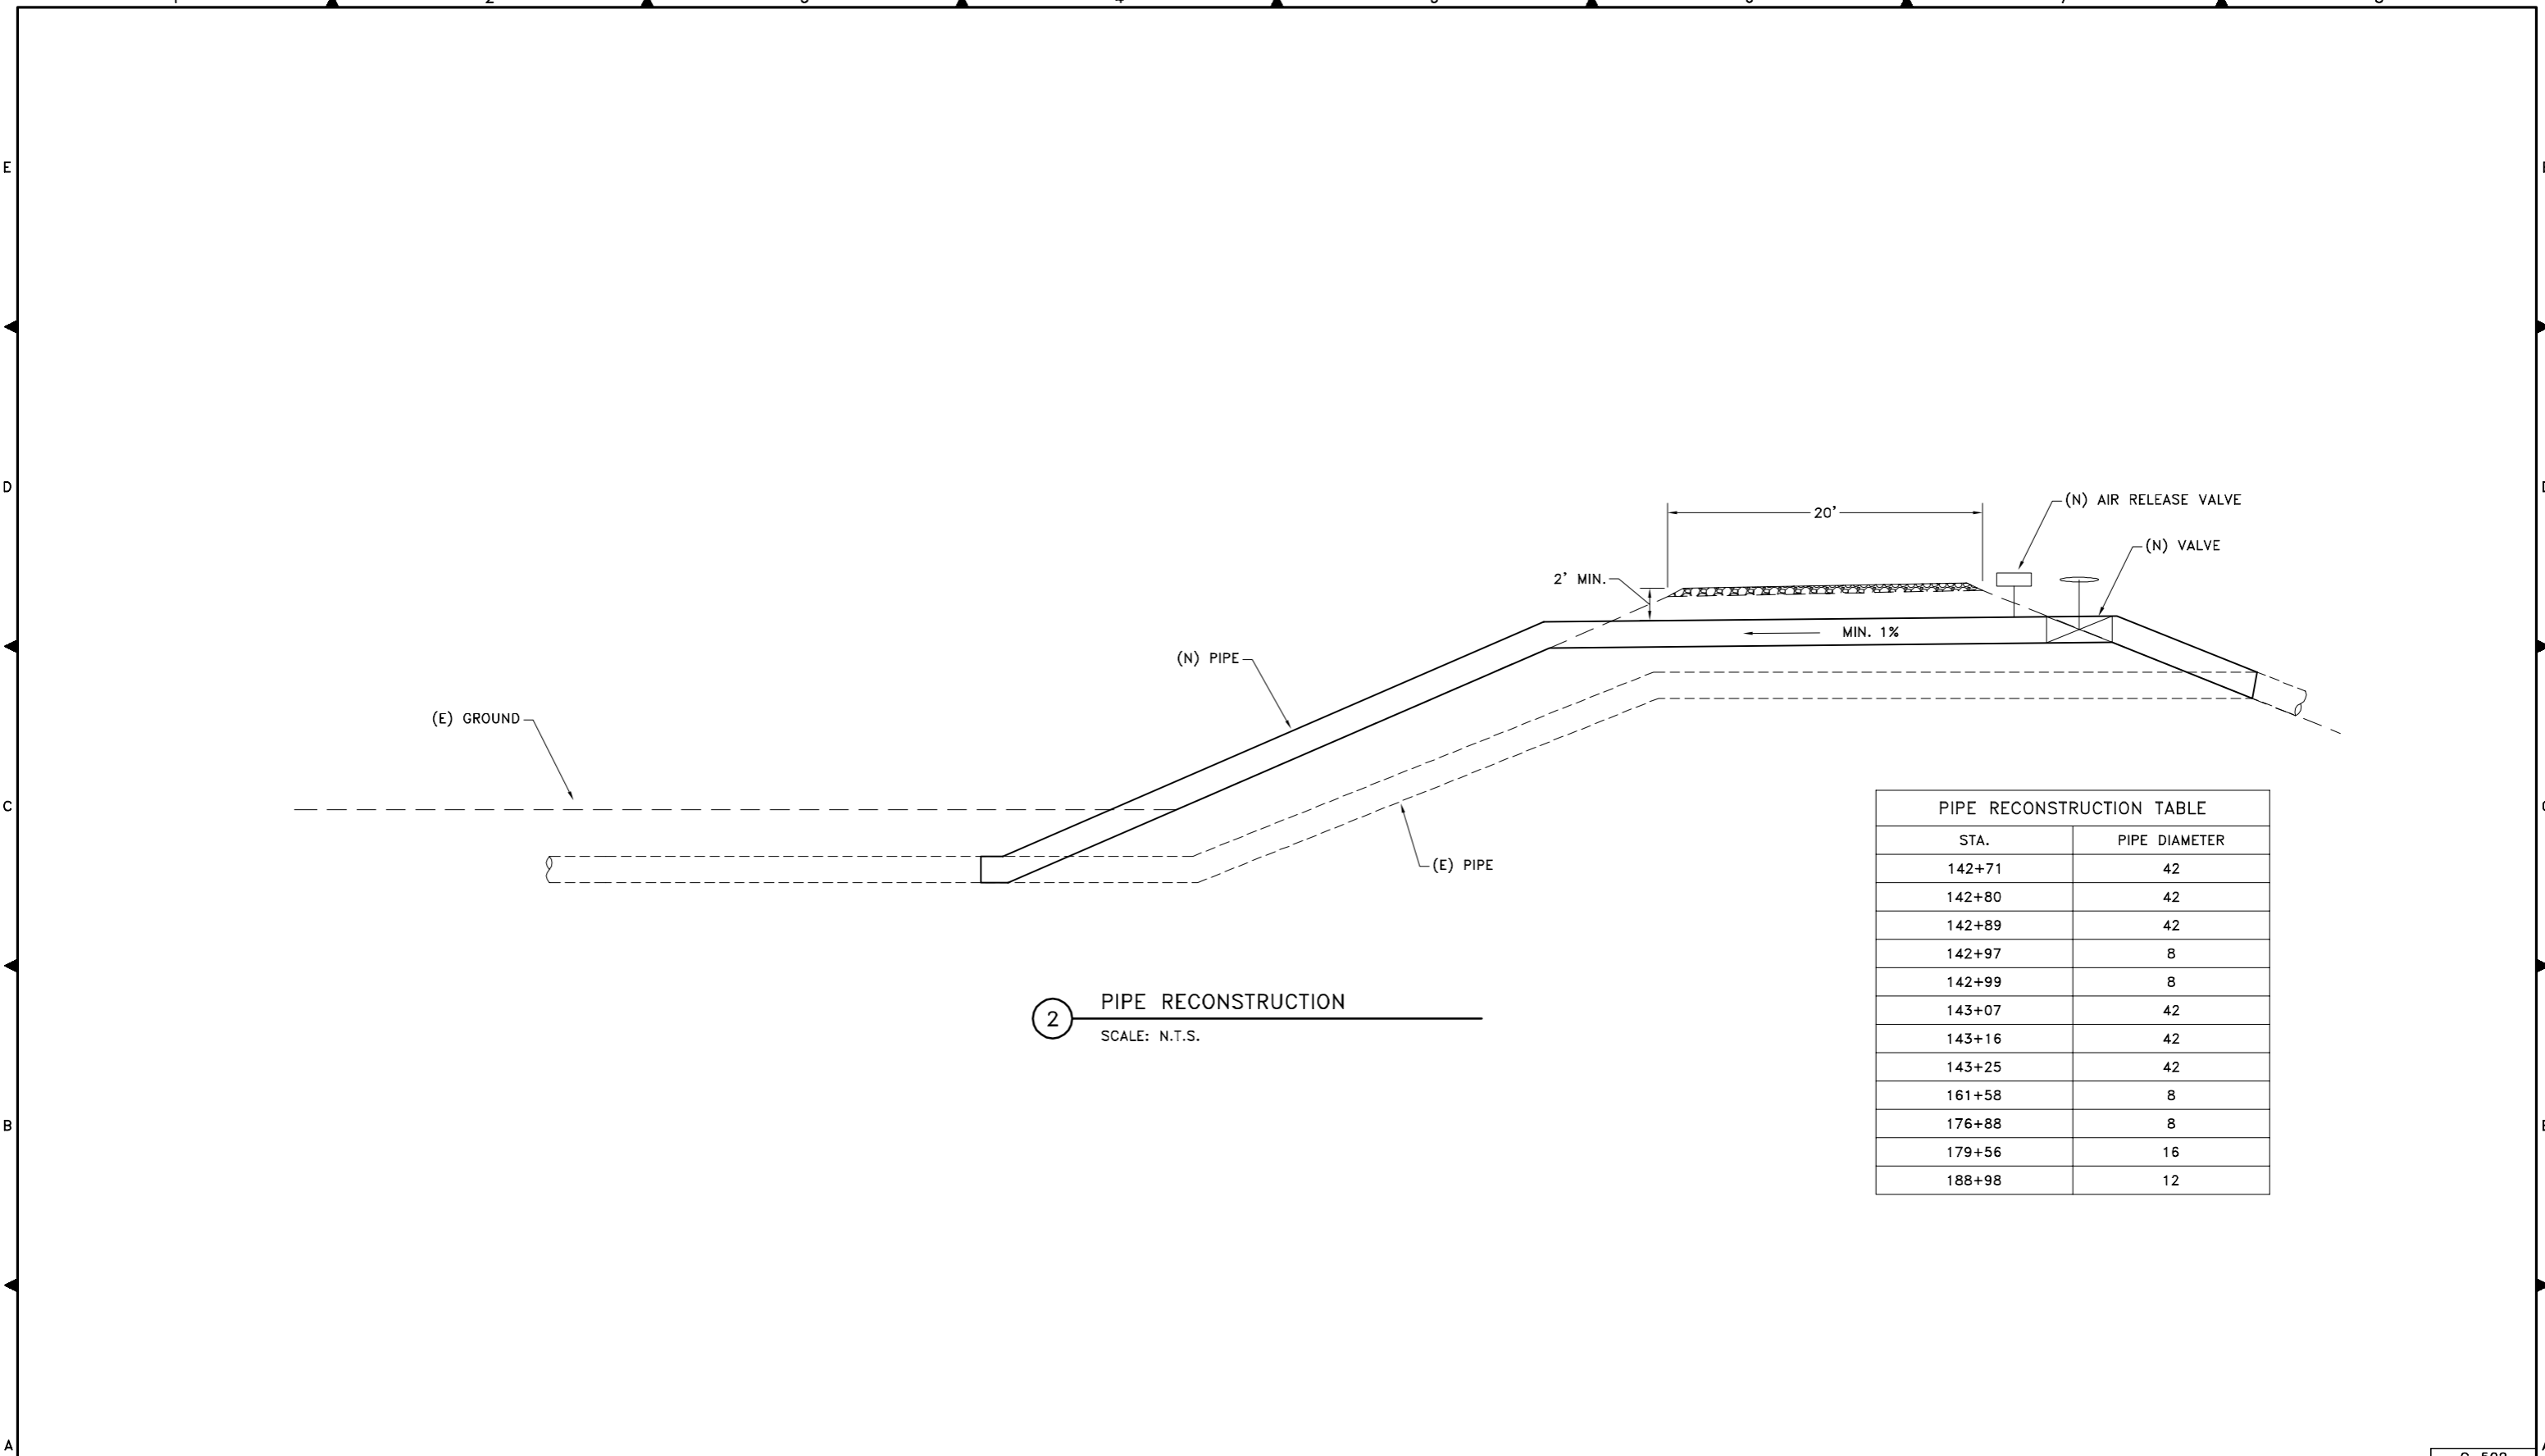 E
D
C
B
A
20'
(N) AIR RELEASE VALVE
(N) VALVE
2' MIN.
MIN. 1%
(N) PIPE
(E) GROUND
(E) PIPE
2
PIPE RECONSTRUCTION
SCALE: N.T.S.
PIPE RECONSTRUCTION TABLE
STA. PIPE DIAMETER
142+71 42
142+80 42
142+89 42
142+97 8
142+99 8
143+07 42
143+16 42
143+25 42
161+58 8
176+88 8
179+56 16
188+98 12